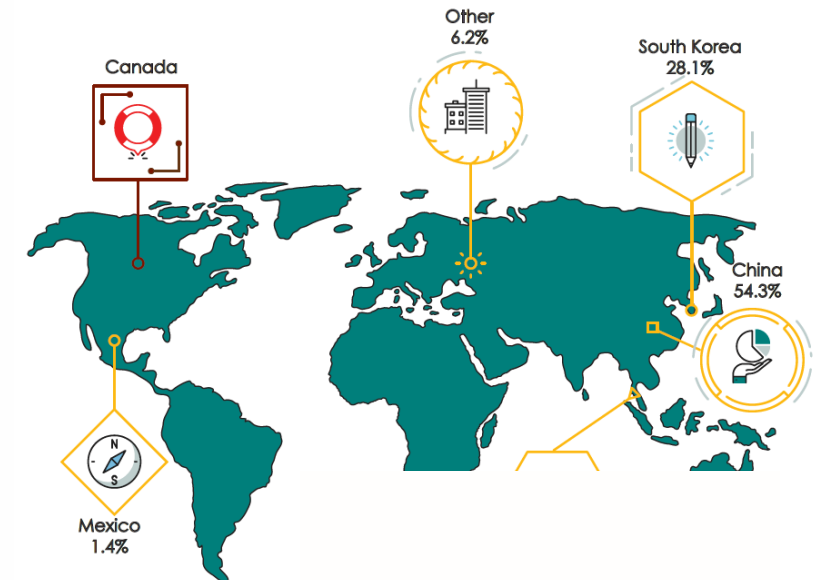 Other
6.2%
South Korea
28.1%
Canada
China
54.3%
N
S
Mexico
1.4%